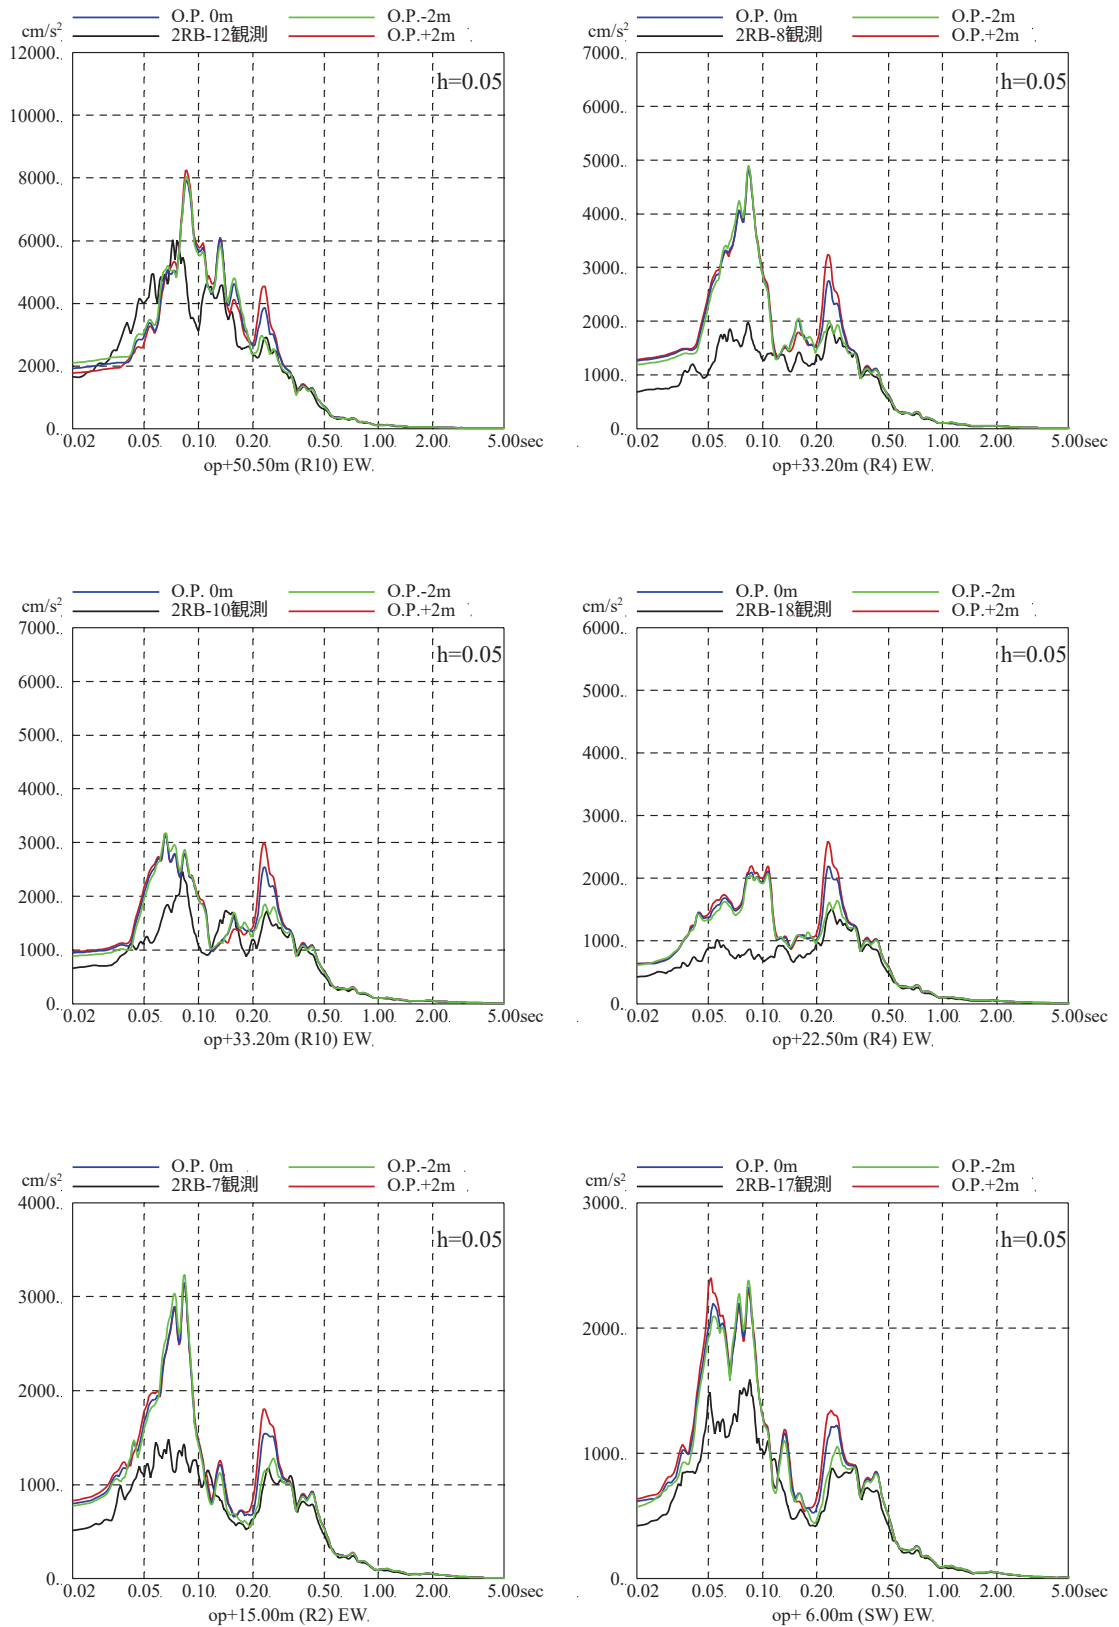 O.P. 0m O.P.-2m
cm/s² 2RB-12観測 O.P.+2m
12000.
h=0.05
10000.
8000.
6000.
4000.
2000.
0.
0.02 0.05 0.10 0.20 0.50 1.00 2.00 5.00sec
op+50.50m (R10) EW.
O.P. 0m O.P.-2m
cm/s² 2RB-8観測 O.P.+2m
7000.
h=0.05
6000.
5000.
4000.
3000.
2000.
1000.
0.
0.02 0.05 0.10 0.20 0.50 1.00 2.00 5.00sec
op+33.20m (R4) EW.
O.P. 0m O.P.-2m
cm/s² 2RB-10観測 O.P.+2m
7000.
h=0.05
6000.
5000.
4000.
3000.
2000.
1000.
0.
0.02 0.05 0.10 0.20 0.50 1.00 2.00 5.00sec
op+33.20m (R10) EW.
O.P. 0m O.P.-2m
cm/s² 2RB-18観測 O.P.+2m
6000.
h=0.05
5000.
4000.
3000.
2000.
1000.
0.
0.02 0.05 0.10 0.20 0.50 1.00 2.00 5.00sec
op+22.50m (R4) EW.
O.P. 0m O.P.-2m
cm/s² 2RB-7観測 O.P.+2m
4000.
h=0.05
3000.
2000.
1000.
0.
0.02 0.05 0.10 0.20 0.50 1.00 2.00 5.00sec
op+15.00m (R2) EW.
O.P. 0m O.P.-2m
cm/s² 2RB-17観測 O.P.+2m
3000.
h=0.05
2000.
1000.
0.
0.02 0.05 0.10 0.20 0.50 1.00 2.00 5.00sec
op+ 6.00m (SW) EW.